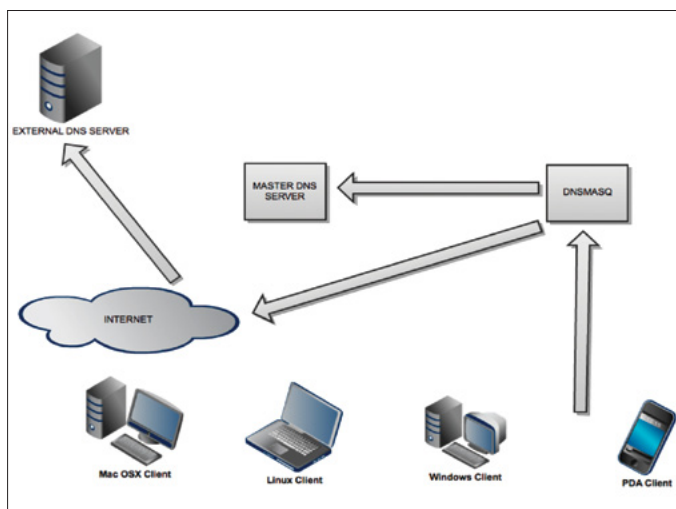 EXTERNAL DNS SERVER
MASTER DNS
SERVER
DNSMASQ
INTERNET
Mac OSX Client
Linux Client
Windows Client
PDA Client